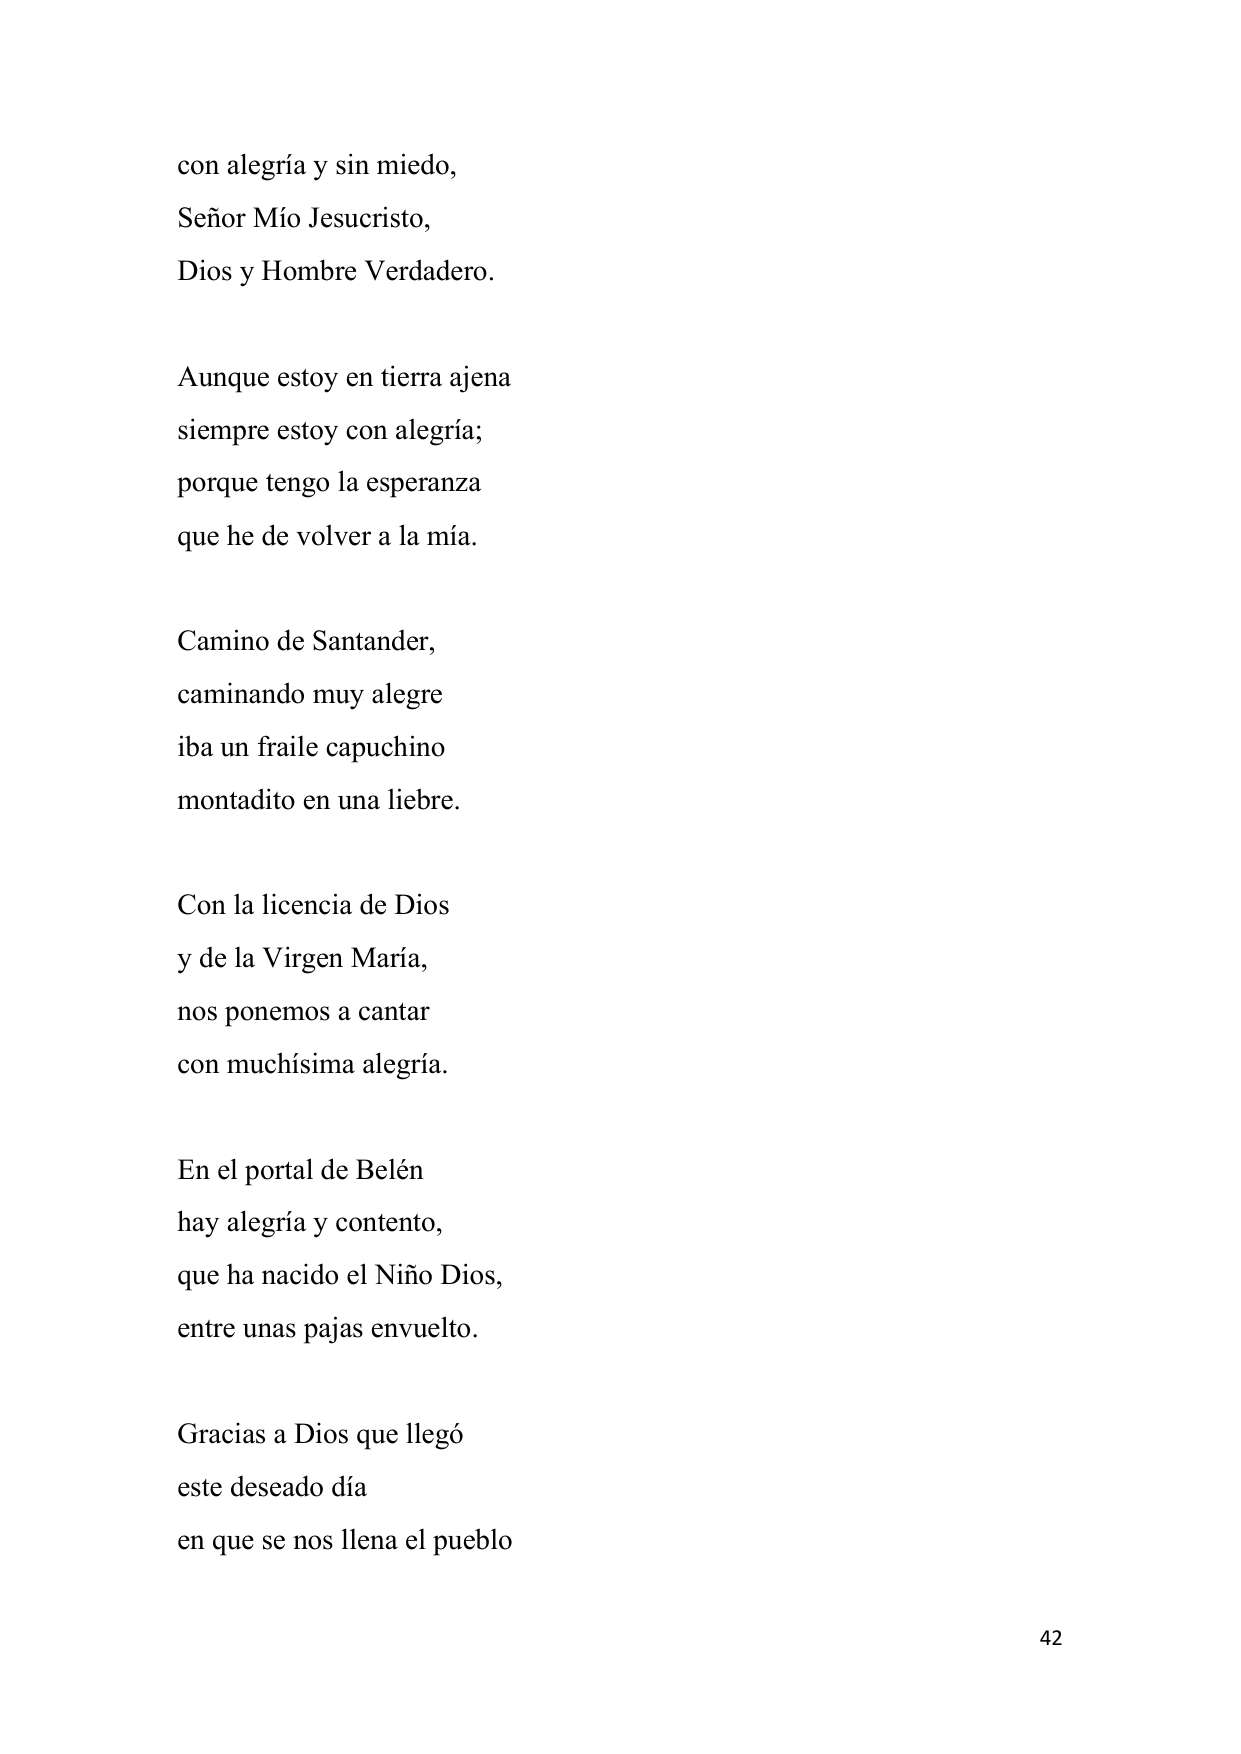 con alegría y sin miedo,
Señor Mío Jesucristo,
Dios y Hombre Verdadero.

Aunque estoy en tierra ajena
siempre estoy con alegría;
porque tengo la esperanza
que he de volver a la mía.

Camino de Santander,
caminando muy alegre
iba un fraile capuchino
montadito en una liebre.

Con la licencia de Dios
y de la Virgen María,
nos ponemos a cantar
con muchísima alegría.

En el portal de Belén
hay alegría y contento,
que ha nacido el Niño Dios,
entre unas pajas envuelto.

Gracias a Dios que llegó
este deseado día
en que se nos llena el pueblo

42